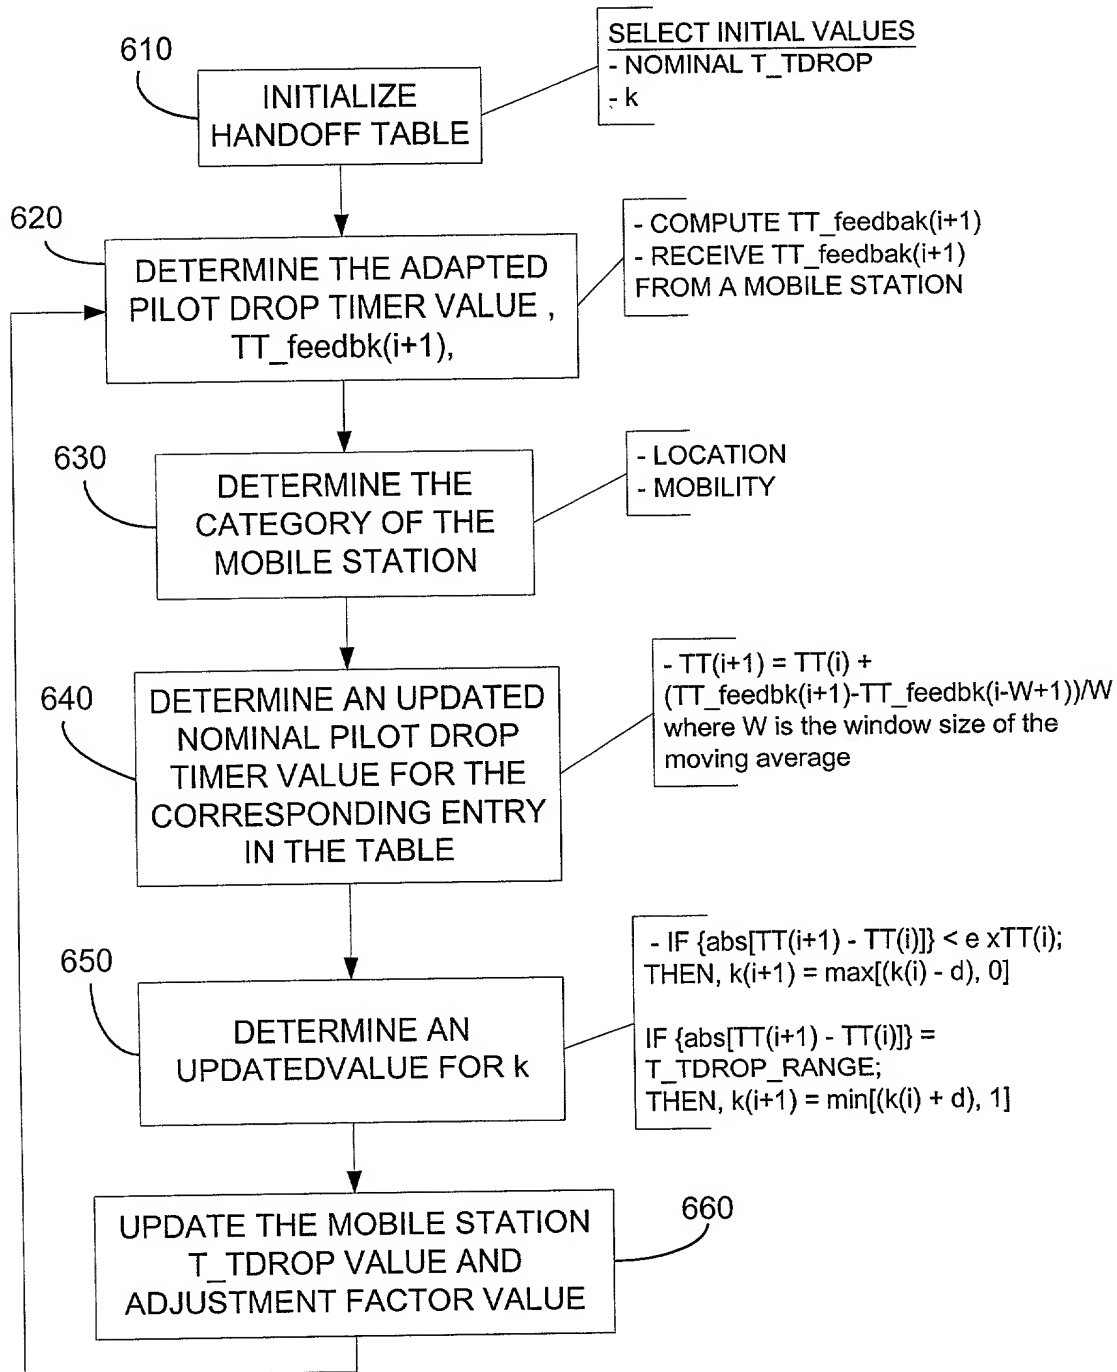 610
INITIALIZE
HANDOFF TABLE
SELECT INITIAL VALUES
- NOMINAL T_TDROP
- k
620
DETERMINE THE ADAPTED
PILOT DROP TIMER VALUE ,
TT_feedbk(i+1),
- COMPUTE TT_feedbak(i+1)
- RECEIVE TT_feedbak(i+1)
FROM A MOBILE STATION
630
DETERMINE THE
CATEGORY OF THE
MOBILE STATION
- LOCATION
- MOBILITY
640
DETERMINE AN UPDATED
NOMINAL PILOT DROP
TIMER VALUE FOR THE
CORRESPONDING ENTRY
IN THE TABLE
- TT(i+1) = TT(i) +
(TT_feedbk(i+1)-TT_feedbk(i-W+1))/W
where W is the window size of the
moving average
650
DETERMINE AN
UPDATEDVALUE FOR k
- IF {abs[TT(i+1) - TT(i)]} < e xTT(i);
THEN, k(i+1) = max[(k(i) - d), 0]
IF {abs[TT(i+1) - TT(i)]} =
T_TDROP_RANGE;
THEN, k(i+1) = min[(k(i) + d), 1]
660
UPDATE THE MOBILE STATION
T_TDROP VALUE AND
ADJUSTMENT FACTOR VALUE